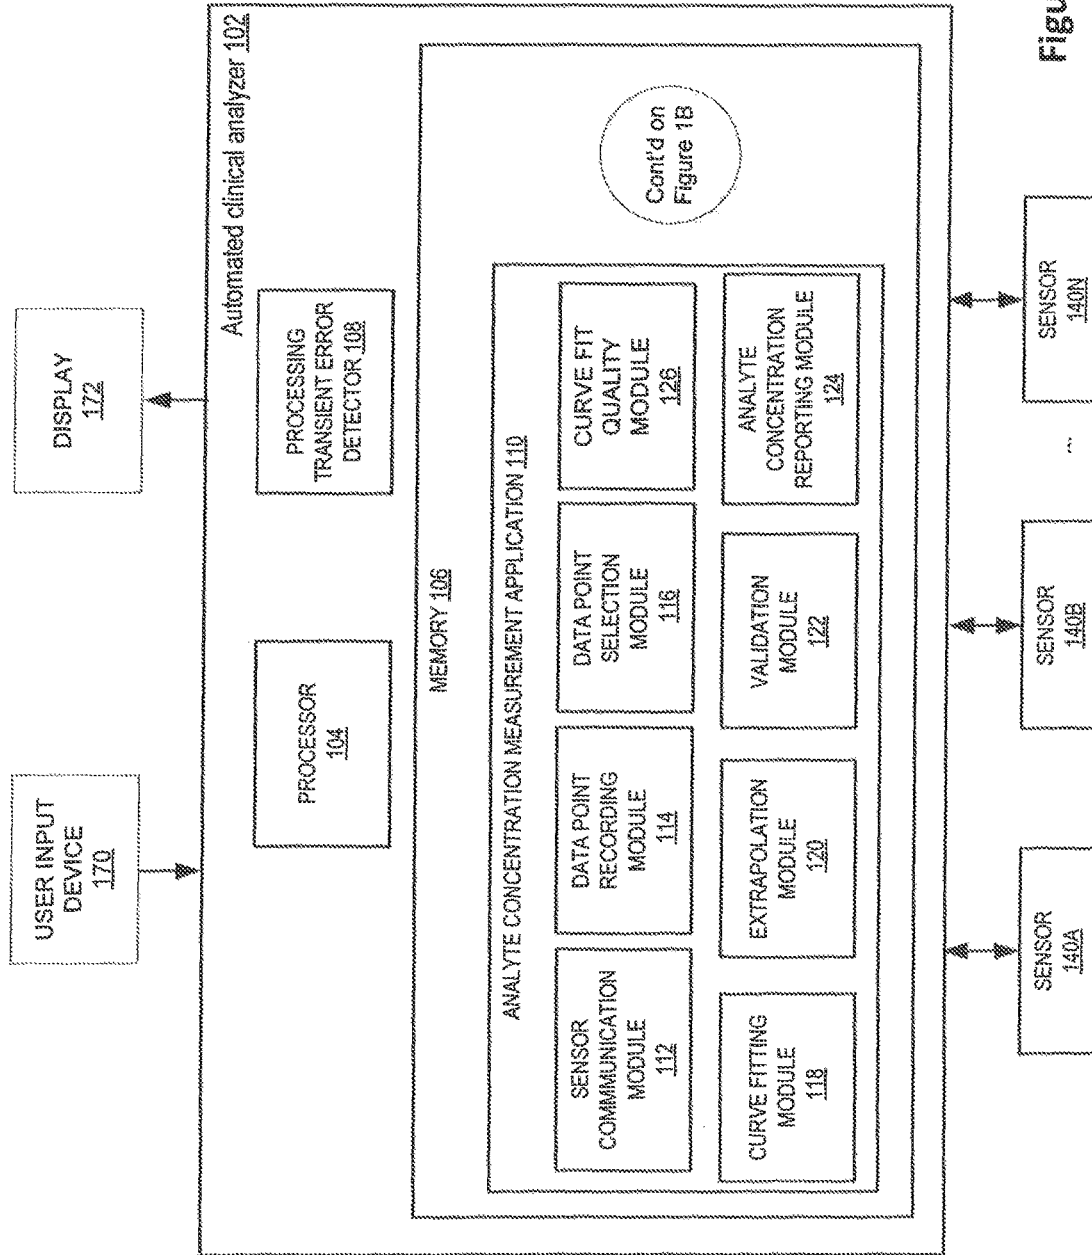 USER INPUT
DEVICE
170
DISPLAY
172
Automated clinical analyzer 102
PROCESSOR
104
PROCESSING
TRANSIENT ERROR
DETECTOR 108
MEMORY 106
ANALYTE CONCENTRATION MEASUREMENT APPLICATION 110
SENSOR
COMMMUNICATION
MODULE
112
DATA POINT
RECORDING
MODULE
114
DATA POINT
SELECTION
MODULE
116
CURVE FIT
QUALITY
MODULE
126
CURVE FITTING
MODULE
118
EXTRAPOLATION
MODULE
120
VALIDATION
MODULE
122
ANALYTE
CONCENTRATION
REPORTING MODULE
124
Cont'd on
Figure 1B
SENSOR
140A
SENSOR
140B
...
SENSOR
140N
Figu